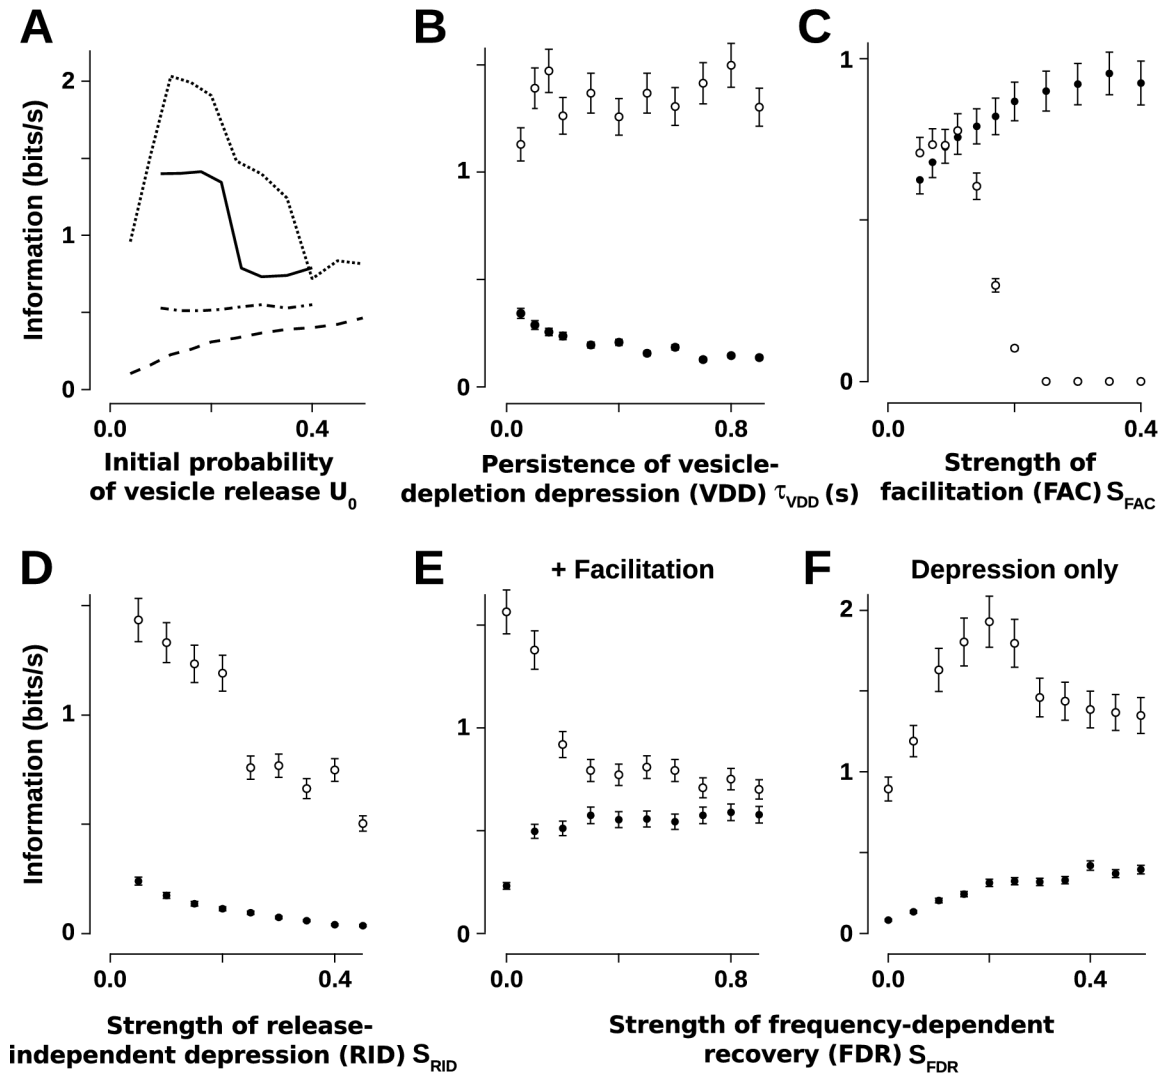 A
B
C
2
1
0
Information (bits/s)
0.0
0.4
Initial probability
of vesicle release U0
1
0
0.0
0.8
Persistence of vesicle-
depletion depression (VDD) τVDD (s)
1
0
0.0
0.4
Strength of
facilitation (FAC) SFAC
D
E
+ Facilitation
F
Depression only
1
0
Information (bits/s)
0.0
0.2
0.4
Strength of release-
independent depression (RID) SRID
1
0
0.0
0.8
2
1
0
0.0
0.4
Strength of frequency-dependent
recovery (FDR) SFDR